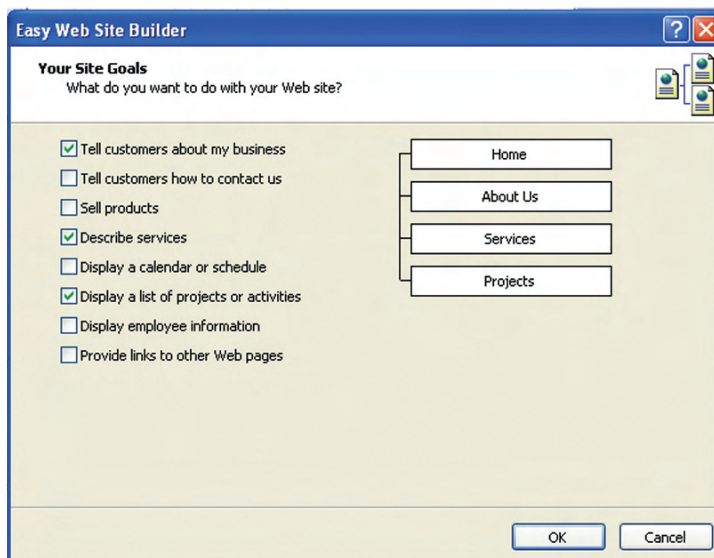 Easy Web Site Builder
Your Site Goals
What do you want to do with your Web site?
Tell customers about my business
Tell customers how to contact us
Sell products
Describe services
Display a calendar or schedule
Display a list of projects or activities
Display employee information
Provide links to other Web pages
Home
About Us
Services
Projects
OK
Cancel